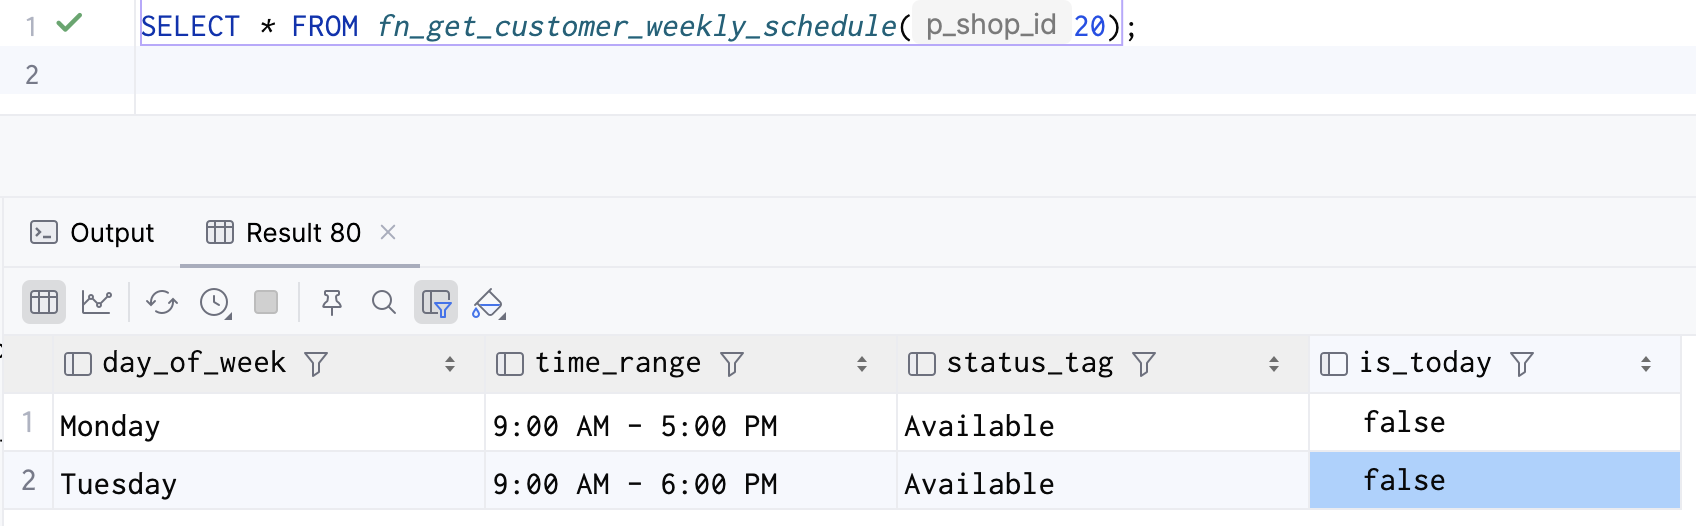 1 SELECT * FROM fn_get_customer_weekly_schedule( p_shop_id 20);
2
Output Result 80
day_of_week time_range status_tag is_today
1 Monday 9:00 AM – 5:00 PM Available false
2 Tuesday 9:00 AM – 6:00 PM Available false